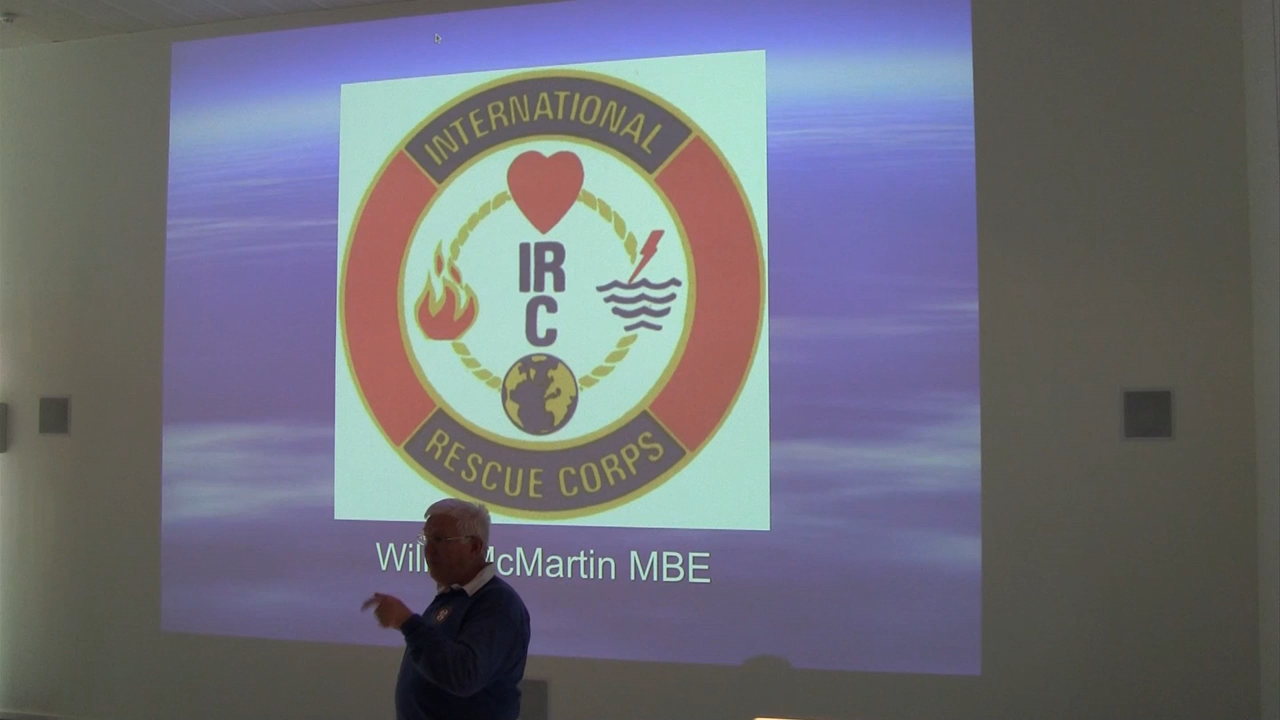 INTERNATIONAL
IR
C
RESCUE CORPS
McMartin MBE